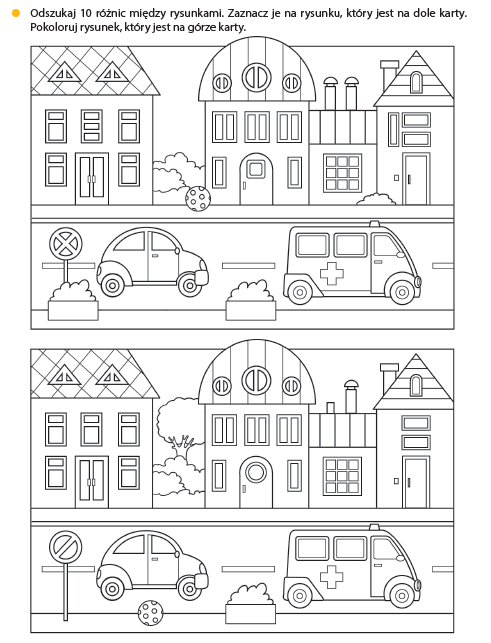 Odszukaj 10 różnic między rysunkami. Zaznacz je na rysunku, który jest na dole karty.
Pokoloruj rysunek, który jest na górze karty.